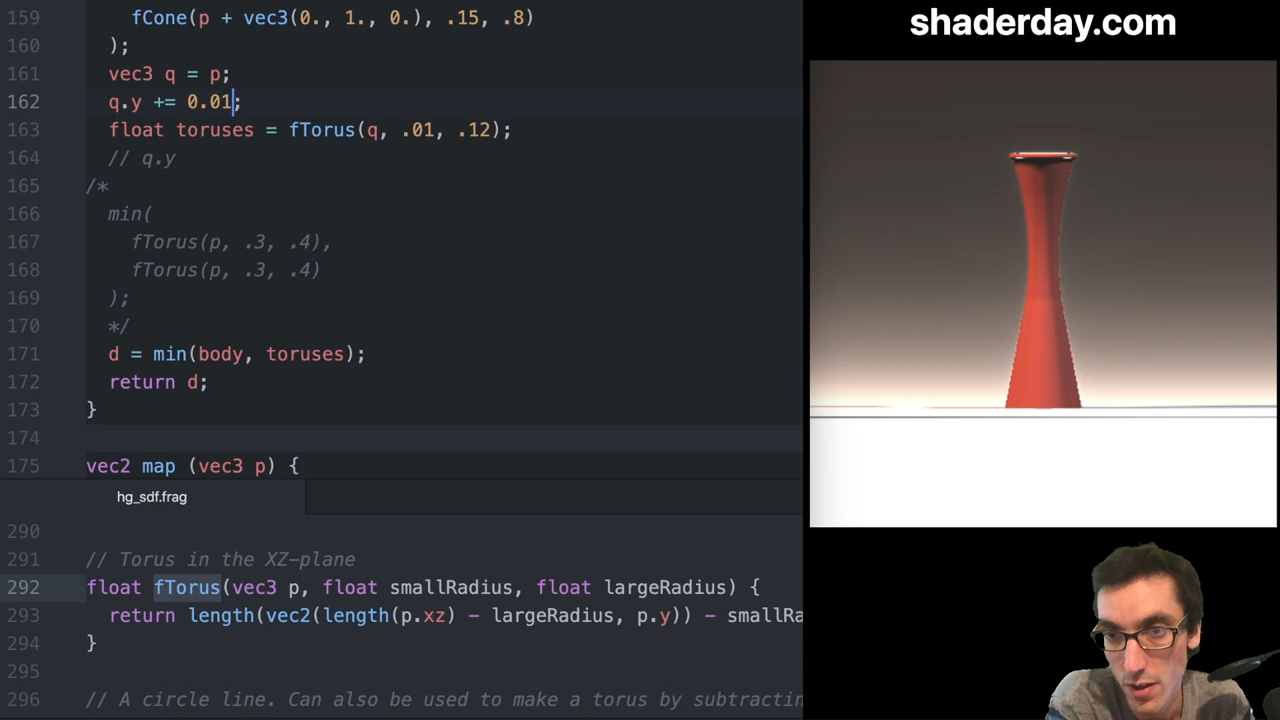 159 fCone(p + vec3(0., 1., 0.), .15, .8)
160 );
161 vec3 q = p;
162 q.y += 0.01;
163 float toruses = fTorus(q, .01, .12);
164 // q.y
165 /*
166 min(
167 fTorus(p, .3, .4),
168 fTorus(p, .3, .4)
169 );
170 */
171 d = min(body, toruses);
172 return d;
173 }
174
175 vec2 map (vec3 p) {
hg_sdf.frag
290
291 // Torus in the XZ-plane
292 float fTorus(vec3 p, float smallRadius, float largeRadius) {
293 return length(vec2(length(p.xz) - largeRadius, p.y)) - smallRa
294 }
295
296 // A circle line. Can also be used to make a torus by subtractin
shaderday.com